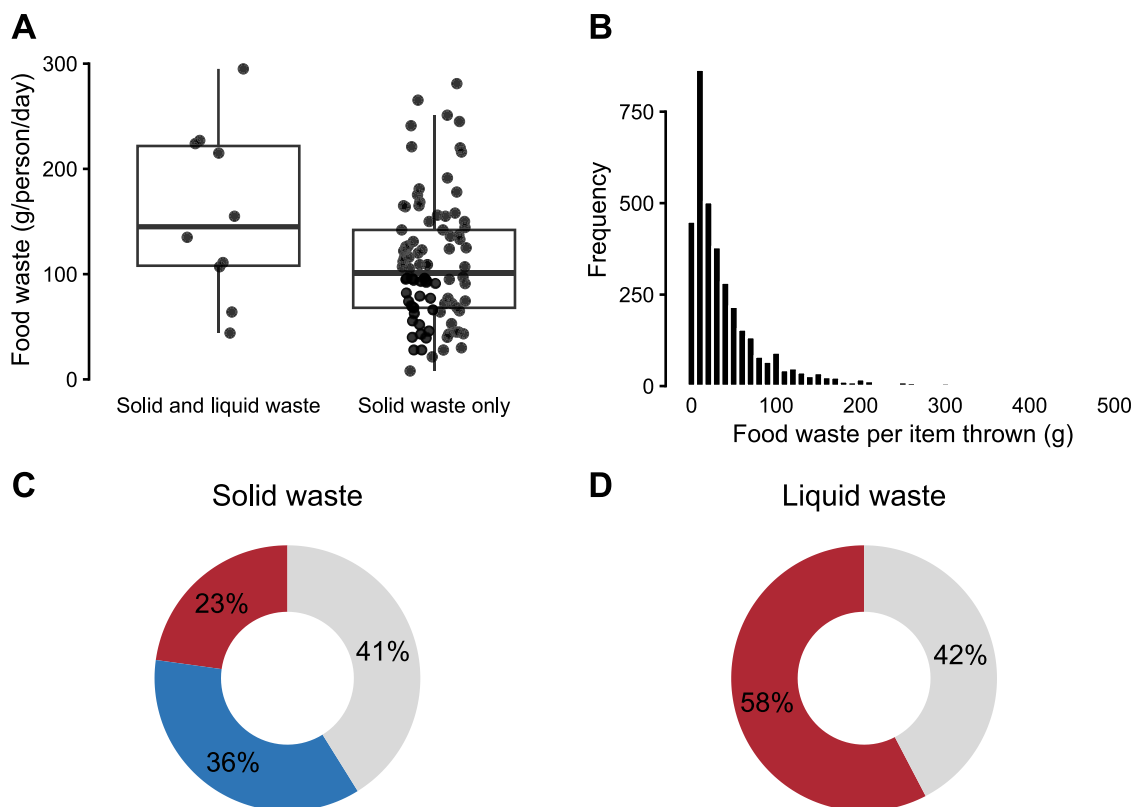 A
Food waste (g/person/day)
300
200
100
0
Solid and liquid waste
Solid waste only
B
Frequency
750
500
250
0
0 100 200 300 400 500
Food waste per item thrown (g)
C
Solid waste
23%
41%
36%
D
Liquid waste
42%
58%